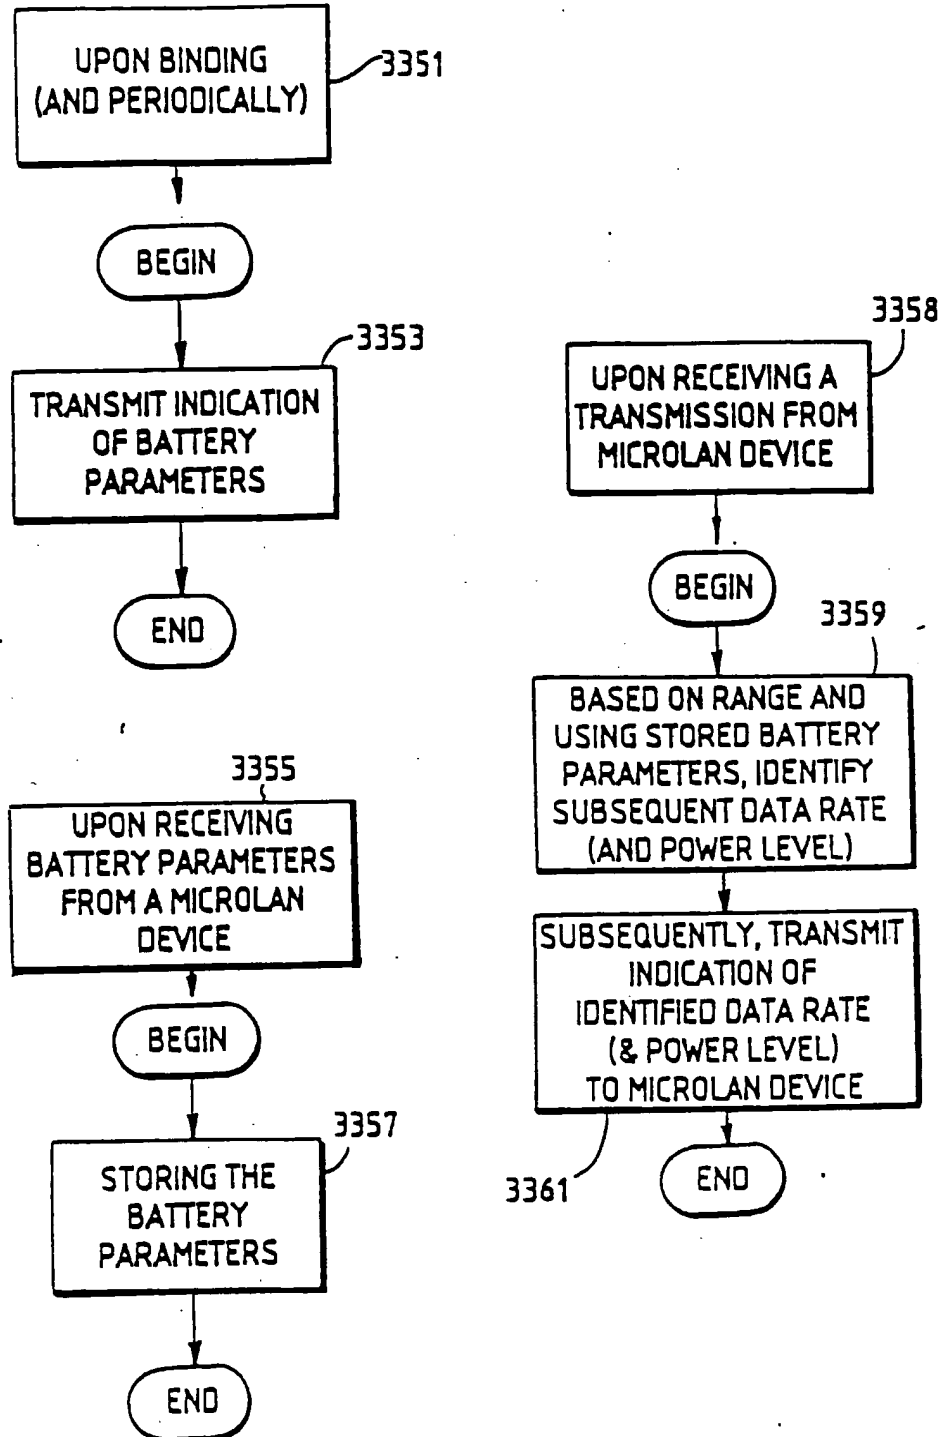 UPON BINDING
(AND PERIODICALLY)
3351
BEGIN
3353
TRANSMIT INDICATION
OF BATTERY
PARAMETERS
END
3355
UPON RECEIVING
BATTERY PARAMETERS
FROM A MICROLAN
DEVICE
BEGIN
3357
STORING THE
BATTERY
PARAMETERS
END
3358
UPON RECEIVING A
TRANSMISSION FROM
MICROLAN DEVICE
BEGIN
3359
BASED ON RANGE AND
USING STORED BATTERY
PARAMETERS, IDENTIFY
SUBSEQUENT DATA RATE
(AND POWER LEVEL)
SUBSEQUENTLY, TRANSMIT
INDICATION OF
IDENTIFIED DATA RATE
(& POWER LEVEL)
TO MICROLAN DEVICE
3361
END